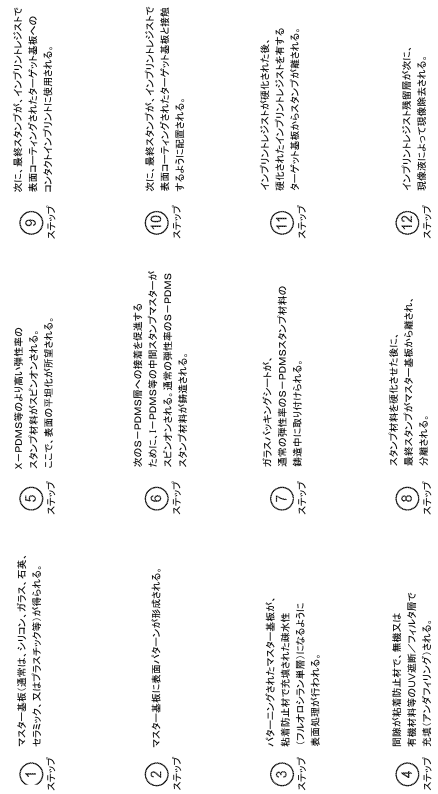 ① ステップ
マスター基板(通常は、シリコン、ガラス、石英、
セラミック、又はプラスチック等)が得られる。
② ステップ
マスター基板に表面パターンが形成される。
③ ステップ
パターニングされたマスター基板が、
粘着防止材で充填された疎水性
(フルオロシラン単層)になるように
表面処理が行われる。
④ ステップ
間隙が粘着防止材で、無機又は
有機材料等のUV遮断/フィルタ層で
充填(アンダフィリング)される。
⑤ ステップ
X-PDMS等のより高い弾性率の
スタンプ材料がスピンオンされる。
ここで、表面の平坦化が所望される。
⑥ ステップ
次のS-PDMS層への接着を促進する
ために、I-PDMS等の中間スタンプマスターが
スピンオンされる。通常の弾性率のS-PDMS
スタンプ材料が鋳造される。
⑦ ステップ
ガラスバッキングシートが、
通常の弾性率のS-PDMSスタンプ材料の
鋳造中に取り付けられる。
⑧ ステップ
スタンプ材料を硬化させた後に、
最終スタンプがマスター基板から離され、
分離される。
⑨ ステップ
次に、最終スタンプが、インプリントレジストで
表面コーティングされたターゲット基板への
コンタクトインプリントに使用される。
⑩ ステップ
次に、最終スタンプが、インプリントレジストで
表面コーティングされたターゲット基板と接触
するように配置される。
⑪ ステップ
インプリントレジストが硬化された後、
硬化されたインプリントレジストを有する
ターゲット基板からスタンプが離される。
⑫ ステップ
インプリントレジスト残留層が次に、
現像液によって現像除去される。